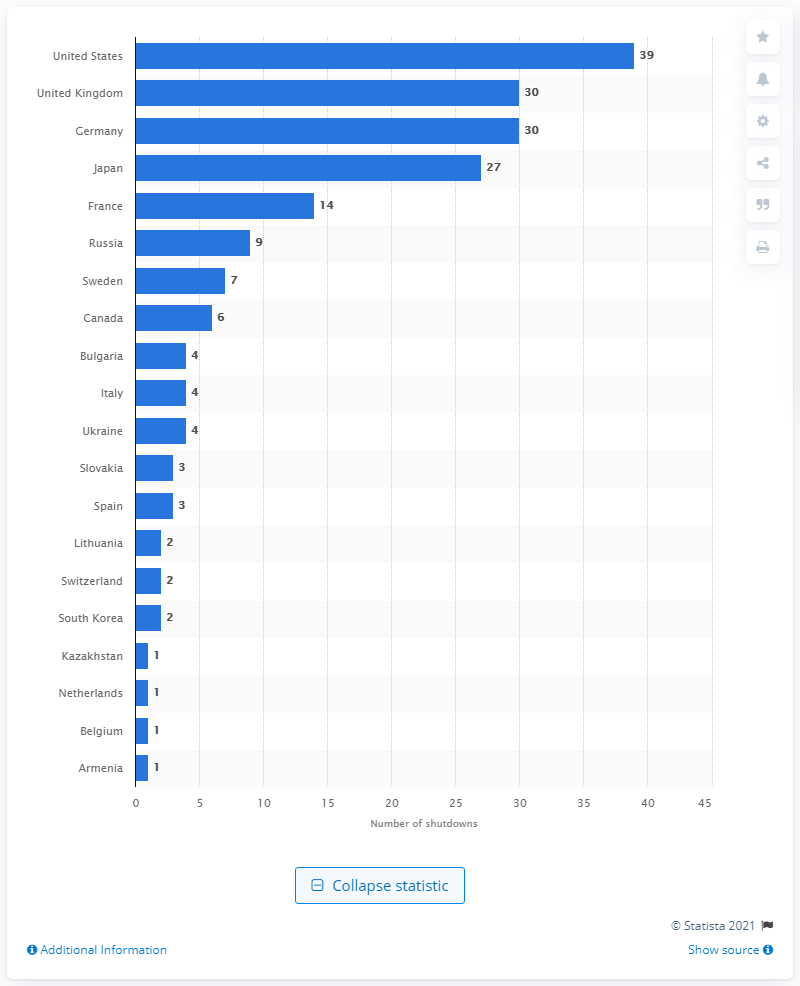 United States 39
United Kingdom 30
Germany 30
Japan 27
France 14
Russia 9
Sweden 7
Canada 6
Bulgaria 4
Italy 4
Ukraine 4
Slovakia 3
Spain 3
Lithuania 2
Switzerland 2
South Korea 2
Kazakhstan 1
Netherlands 1
Belgium 1
Armenia 1
0 5 10 15 20 25 30 35 40 45
Number of shutdowns
Collapse statistic
© Statista 2021
Additional Information Show source